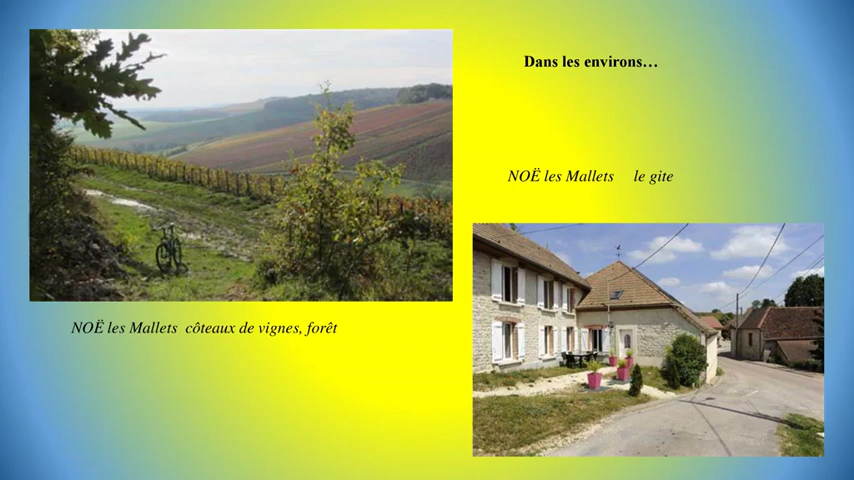 Dans les environs…
NOË les Mallets le gite
NOË les Mallets côteaux de vignes, forêt